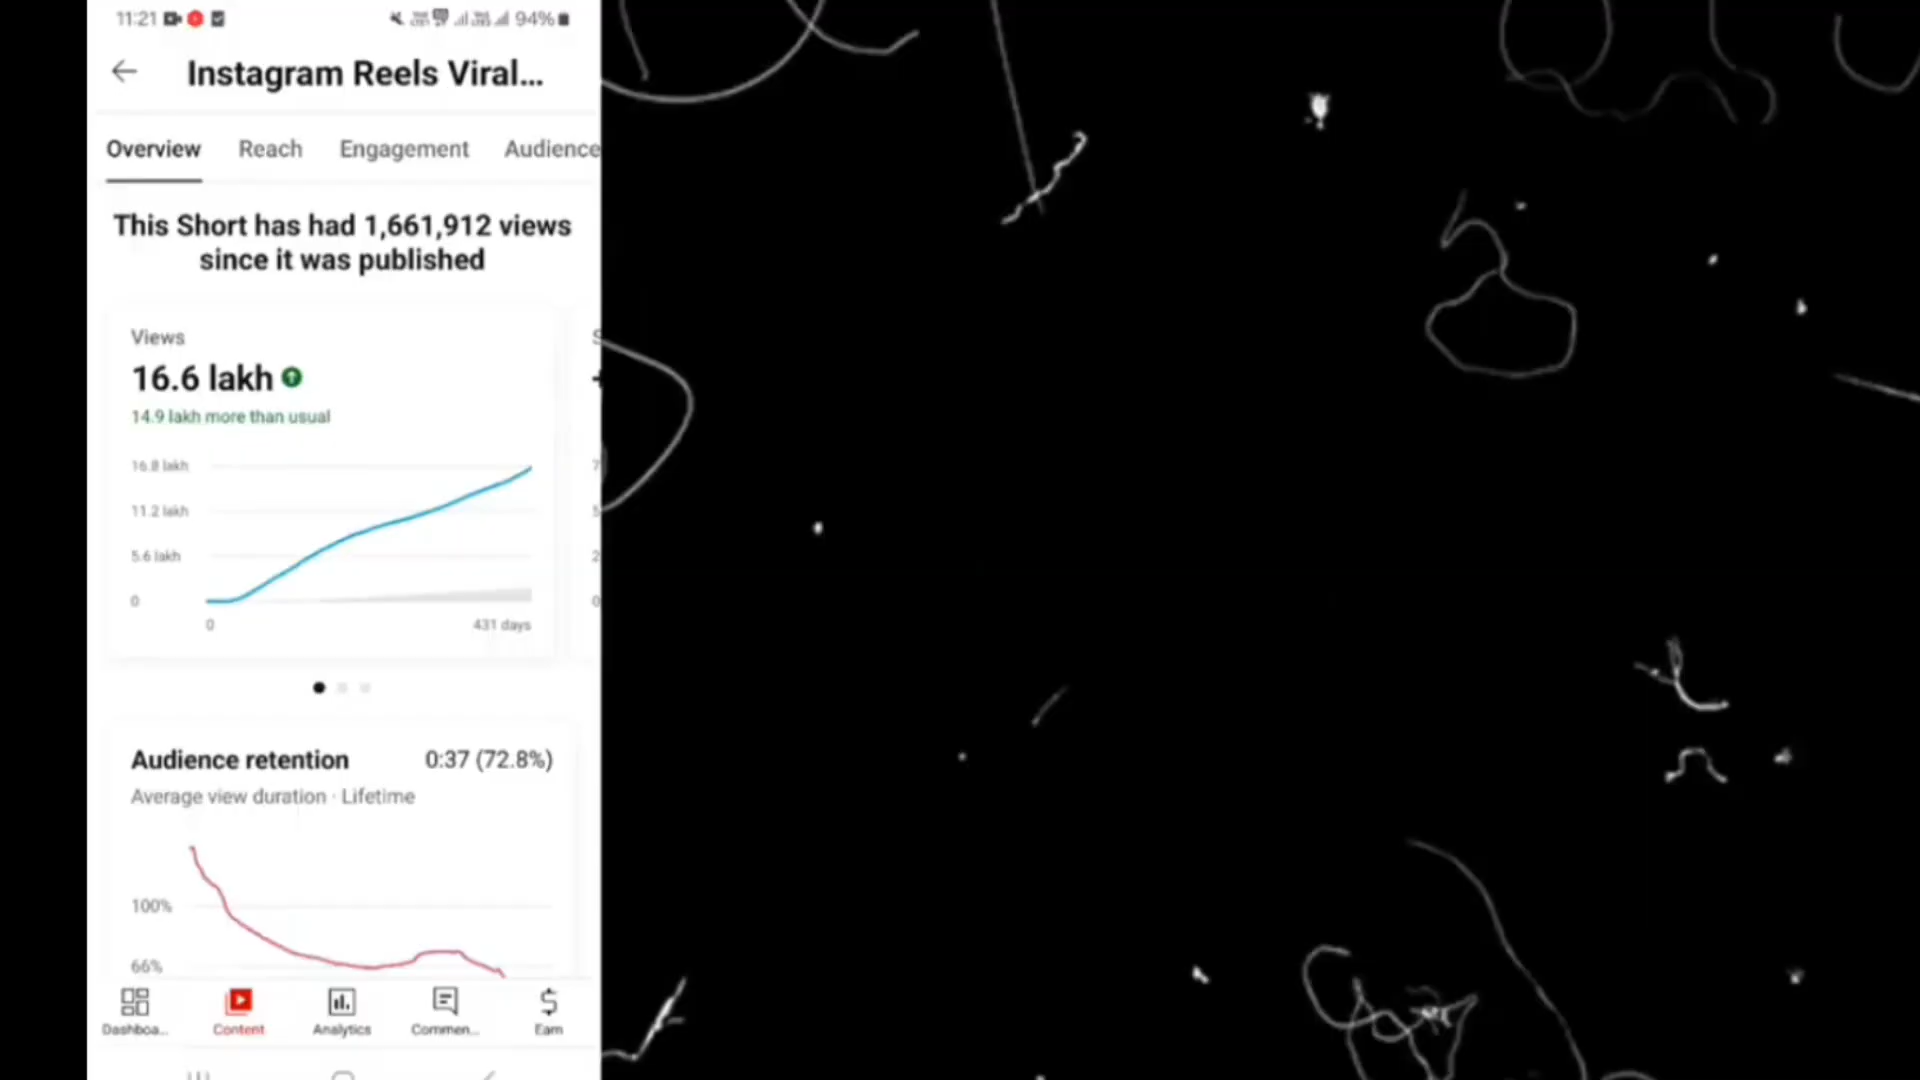 11:21
94%
Instagram Reels Viral...
Overview Reach Engagement Audience
This Short has had 1,661,912 views
since it was published
Views
16.6 lakh
14.9 lakh more than usual
16.8 lakh
11.2 lakh
5.6 lakh
0
0 431 days
Audience retention 0:37 (72.8%)
Average view duration · Lifetime
100%
66%
Dashboa... Content Analytics Commen... Earn